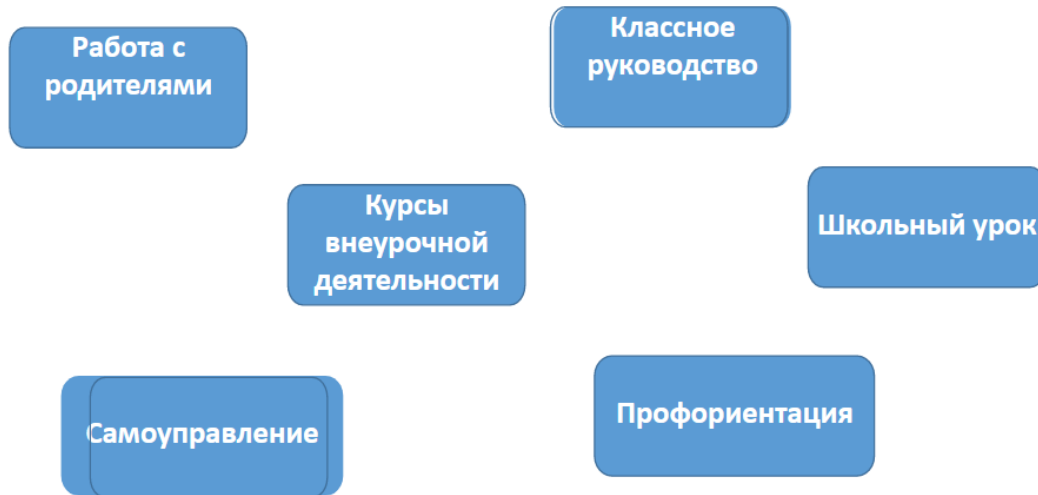 Работа с
родителями
Классное
руководство
Курсы
внеурочной
деятельности
Школьный урок
Самоуправление
Профориентация